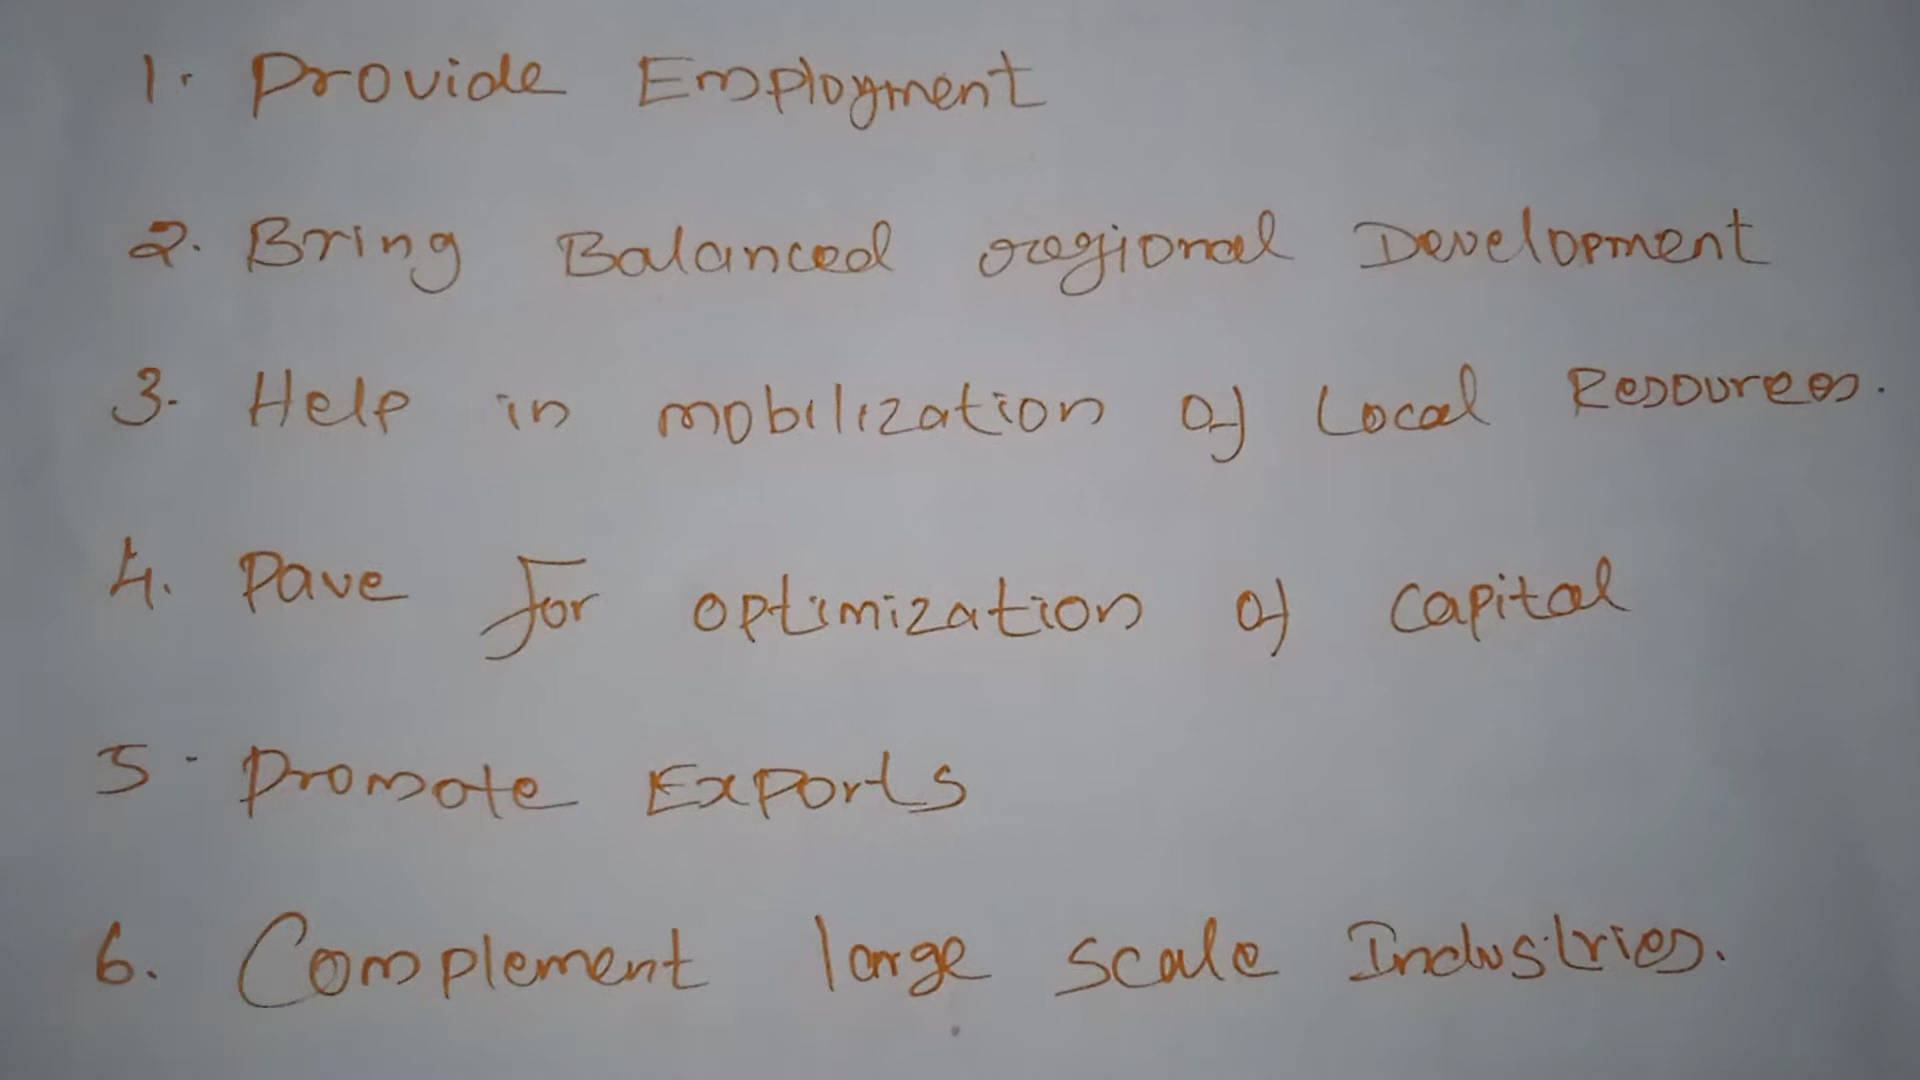 1. Provide Employment
2. Bring Balanced regional Development
3. Help in mobilization of Local Resources.
4. Pave for optimization of capital
5. Promote Exports
6. Complement large scale Industries.